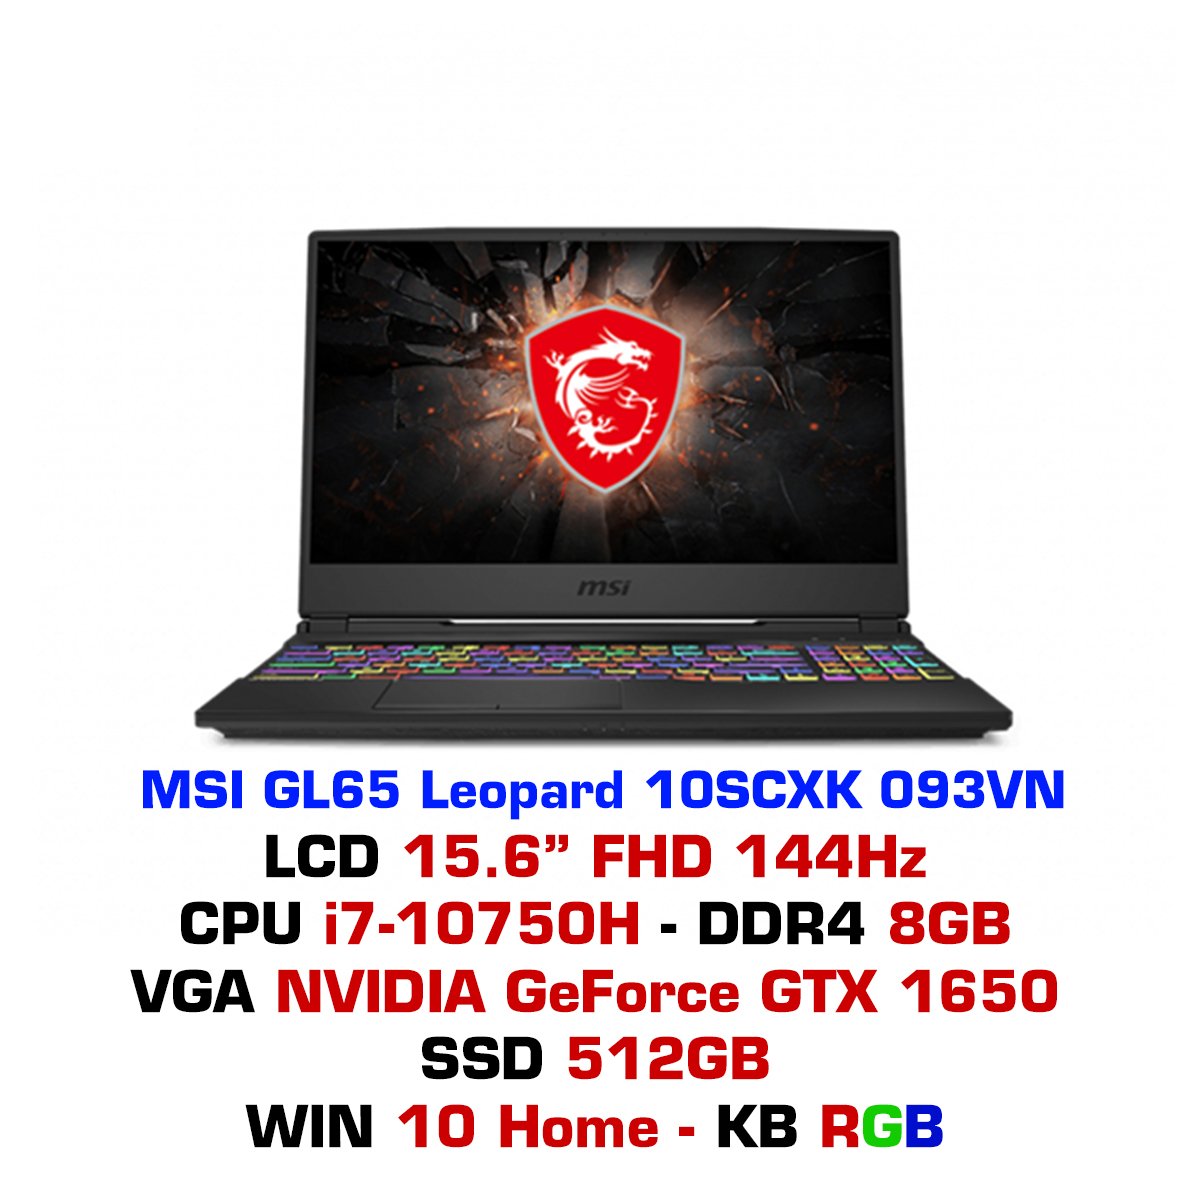 msi
MSI GL65 Leopard 10SCXK 093VN
LCD 15.6” FHD 144Hz
CPU i7-10750H - DDR4 8GB
VGA NVIDIA GeForce GTX 1650
SSD 512GB
WIN 10 Home - KB RGB